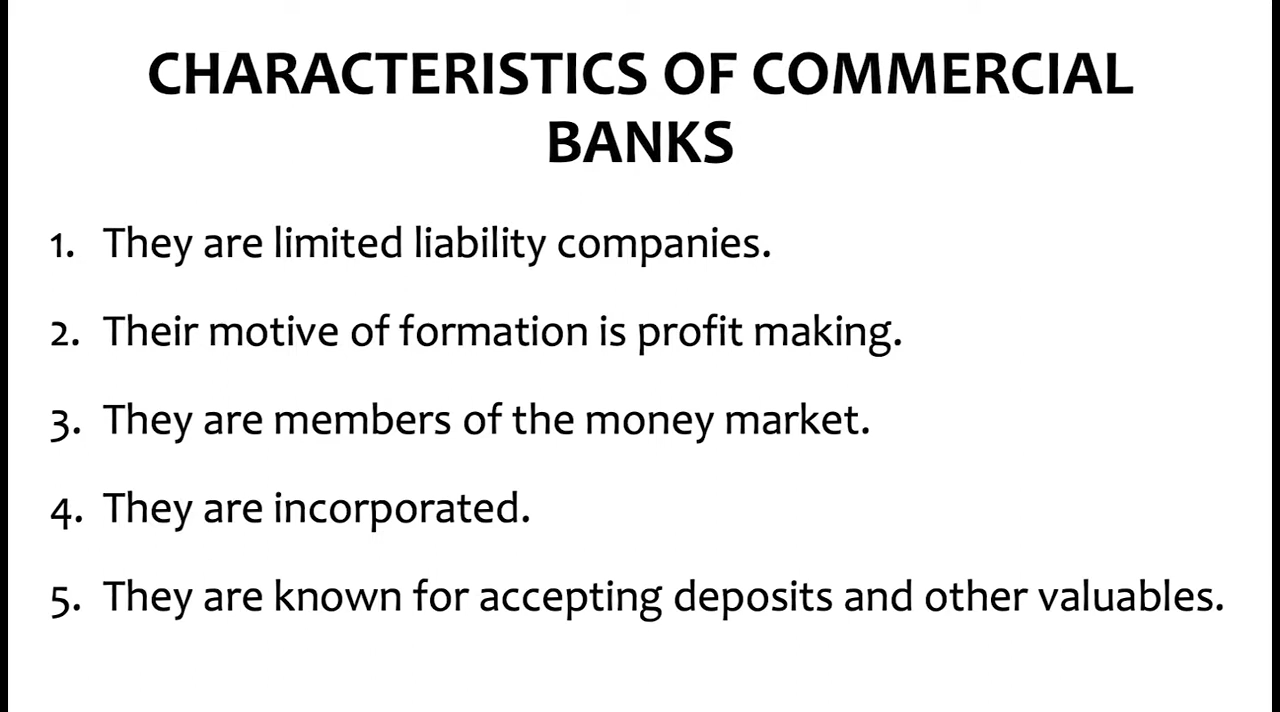 CHARACTERISTICS OF COMMERCIAL
BANKS
1. They are limited liability companies.
2. Their motive of formation is profit making.
3. They are members of the money market.
4. They are incorporated.
5. They are known for accepting deposits and other valuables.